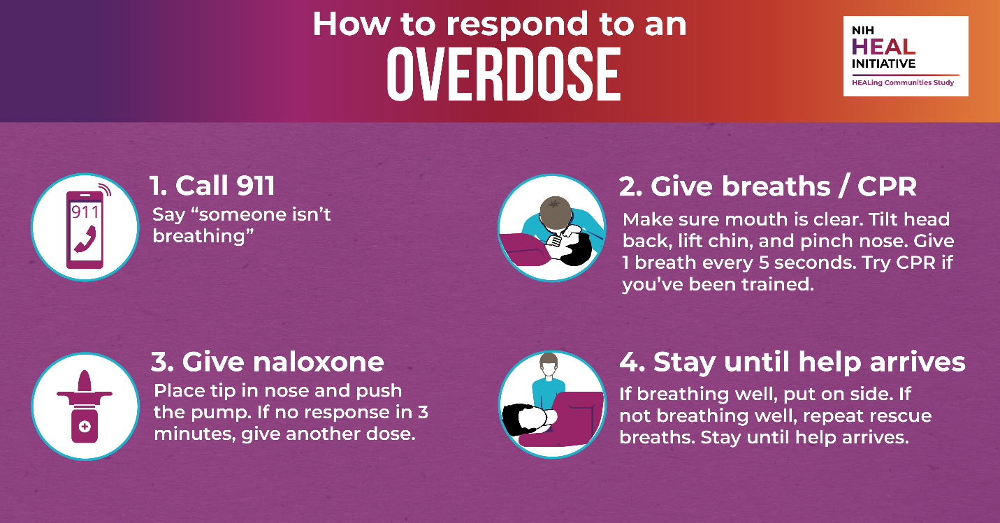 How to respond to an
OVERDOSE
NIH
HEAL
INITIATIVE
HEALing Communities Study
1. Call 911
Say “someone isn’t
breathing”
911
2. Give breaths / CPR
Make sure mouth is clear. Tilt head
back, lift chin, and pinch nose. Give
1 breath every 5 seconds. Try CPR if
you’ve been trained.
3. Give naloxone
Place tip in nose and push
the pump. If no response in 3
minutes, give another dose.
4. Stay until help arrives
If breathing well, put on side. If
not breathing well, repeat rescue
breaths. Stay until help arrives.